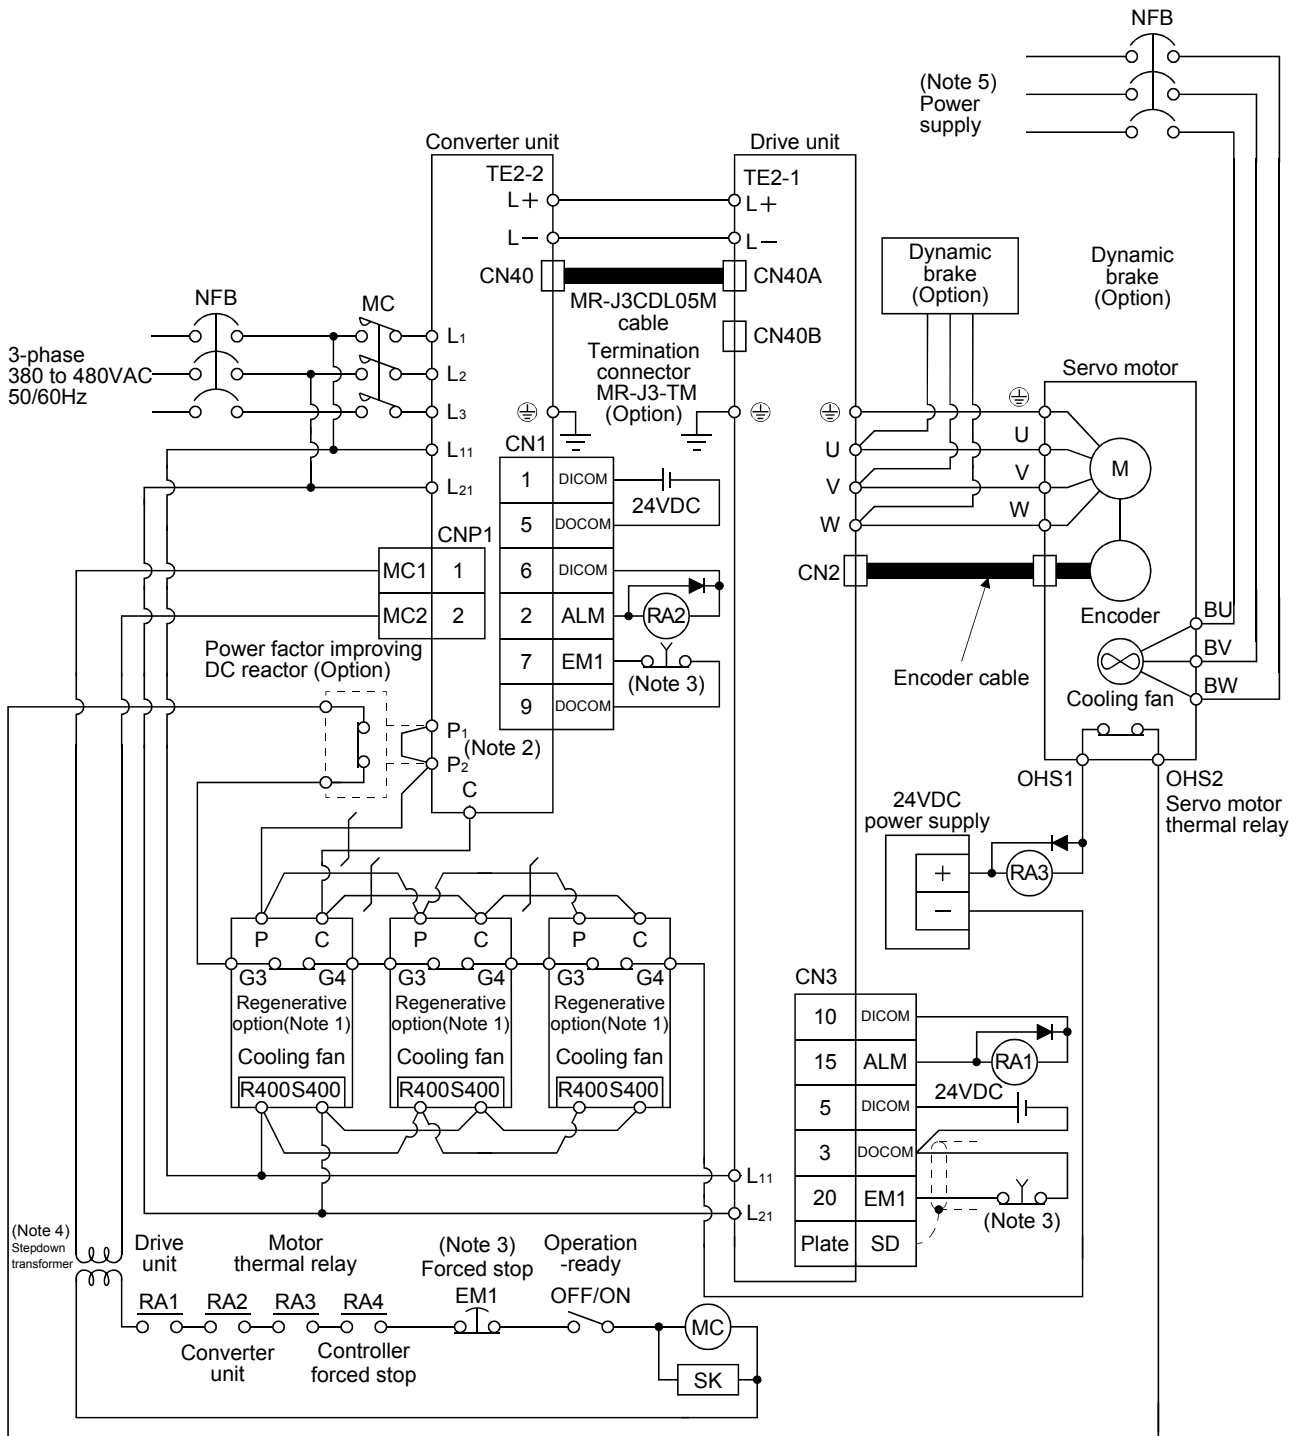 NFB
(Note 5)
Power
supply
Converter unit
Drive unit
TE2-2
TE2-1
L+
L+
L−
L−
CN40
CN40A
MR-J3CDL05M
cable
CN40B
Termination
connector
MR-J3-TM
(Option)
Dynamic
brake
(Option)
Dynamic
brake
(Option)
NFB
MC
3-phase
380 to 480VAC
50/60Hz
L1
L2
L3
L11
L21
Servo motor
U
V
W
U
V
W
M
CN1
1 DICOM
24VDC
5 DOCOM
6 DICOM
2 ALM
RA2
7 EM1
(Note 3)
9 DOCOM
CNP1
MC1 1
MC2 2
CN2
Encoder
Encoder cable
Cooling fan
BU
BV
BW
Power factor improving
DC reactor (Option)
P1
(Note 2)
P2
C
OHS1
OHS2
Servo motor
thermal relay
24VDC
power supply
+
−
RA3
P C
P C
P C
G3 G4
G3 G4
G3 G4
Regenerative
option(Note 1)
Regenerative
option(Note 1)
Regenerative
option(Note 1)
Cooling fan
Cooling fan
Cooling fan
R400S400
R400S400
R400S400
CN3
10 DICOM
15 ALM
RA1
5 DICOM
24VDC
3 DOCOM
20 EM1
(Note 3)
Plate SD
L11
L21
(Note 4)
Stepdown
transformer
Drive
unit
Motor
thermal relay
(Note 3)
Forced stop
Operation
-ready
RA1
RA2
RA3
RA4
EM1
OFF/ON
MC
Converter
unit
Controller
forced stop
SK